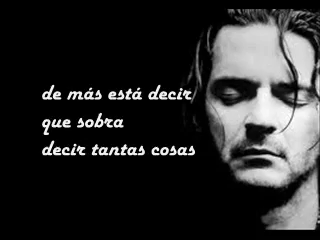 de más está decir
que sobra
decir tantas cosas